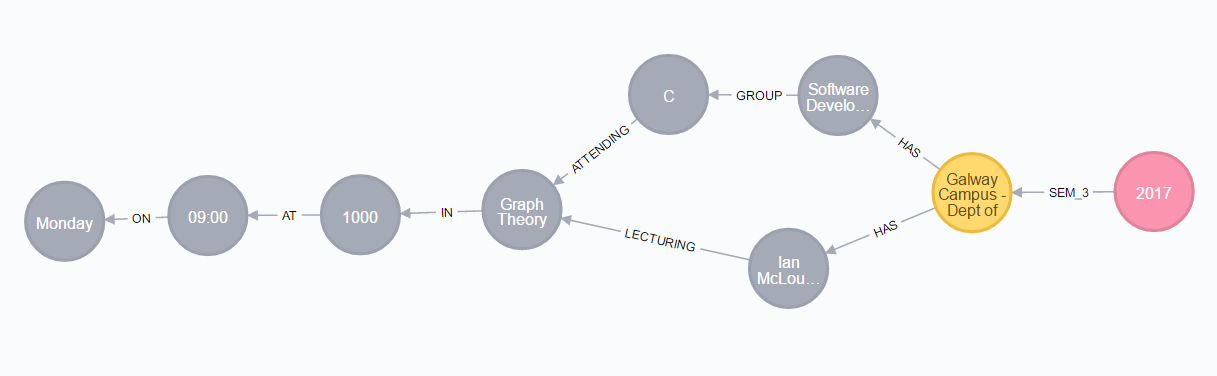 C
GROUP
Software
Develo…
ATTENDING
HAS
Galway
Campus -
Dept of
SEM_3
2017
Monday
ON
09:00
AT
1000
IN
Graph
Theory
LECTURING
HAS
Ian
McLou…